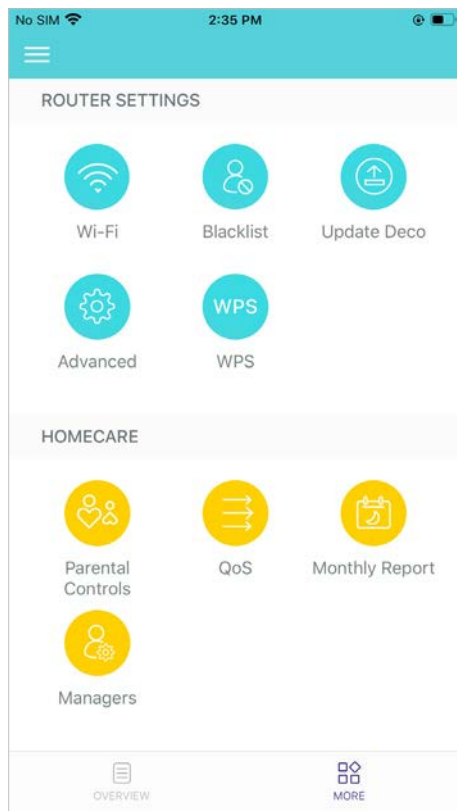 No SIM 2:35 PM
ROUTER SETTINGS
Wi-Fi Blacklist Update Deco
WPS
Advanced WPS
HOMECARE
Parental Controls QoS Monthly Report
Managers
OVERVIEW MORE